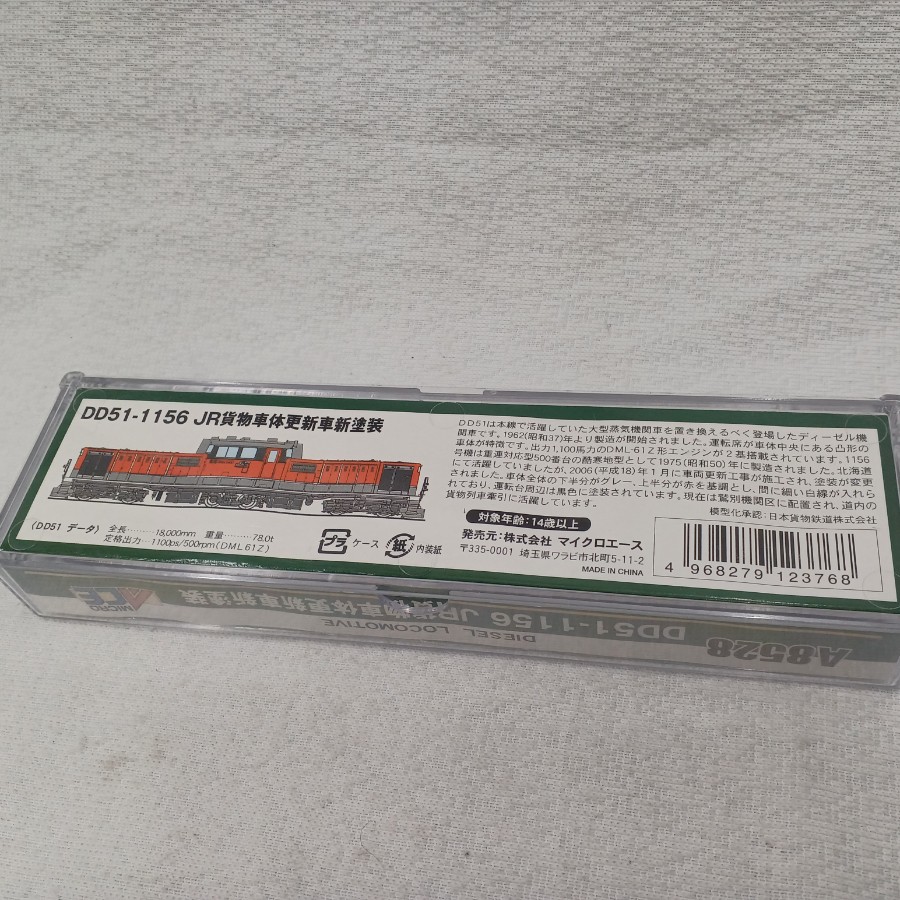 DD51-1156 JR貨物車体更新車新塗装
(DD51 データ) 全長………18,000mm 重量………78.0t
定格出力…1100ps/500rpm(DML61Z)
プラ ケース 紙 内装紙
DD51は本線で活躍していた大型蒸気機関車を置き換えるべく登場したディーゼル機
関車です。1962(昭和37)年より製造が開始されました。運転席が車体中央にある凸形の
車体が特徴です。出力1,100馬力のDML-61Z形エンジンが2基搭載されています。1156
号機は重連対応型500番台の酷寒地型として1975(昭和50)年に製造されました。北海道
にて活躍していましたが、2006(平成18)年1月に車両更新工事が施工され、塗装が変更
されました。車体全体の下半分がグレー、上半分が赤を基調とし、間に細い白線が入れら
れており、運転台周辺は黒色に塗装されています。現在は鷲別機関区に配置され、道内の
貨物列車牽引に活躍しています。
模型化承認:日本貨物鉄道株式会社
対象年齢:14歳以上
発売元:株式会社 マイクロエース
〒335-0001 埼玉県ワラビ市北町5-11-2
MADE IN CHINA
4 968279 123768
MICRO ACE
DD51-1156 JR貨物車体更新車新塗装
DIESEL LOCOMOTIVE
A8528